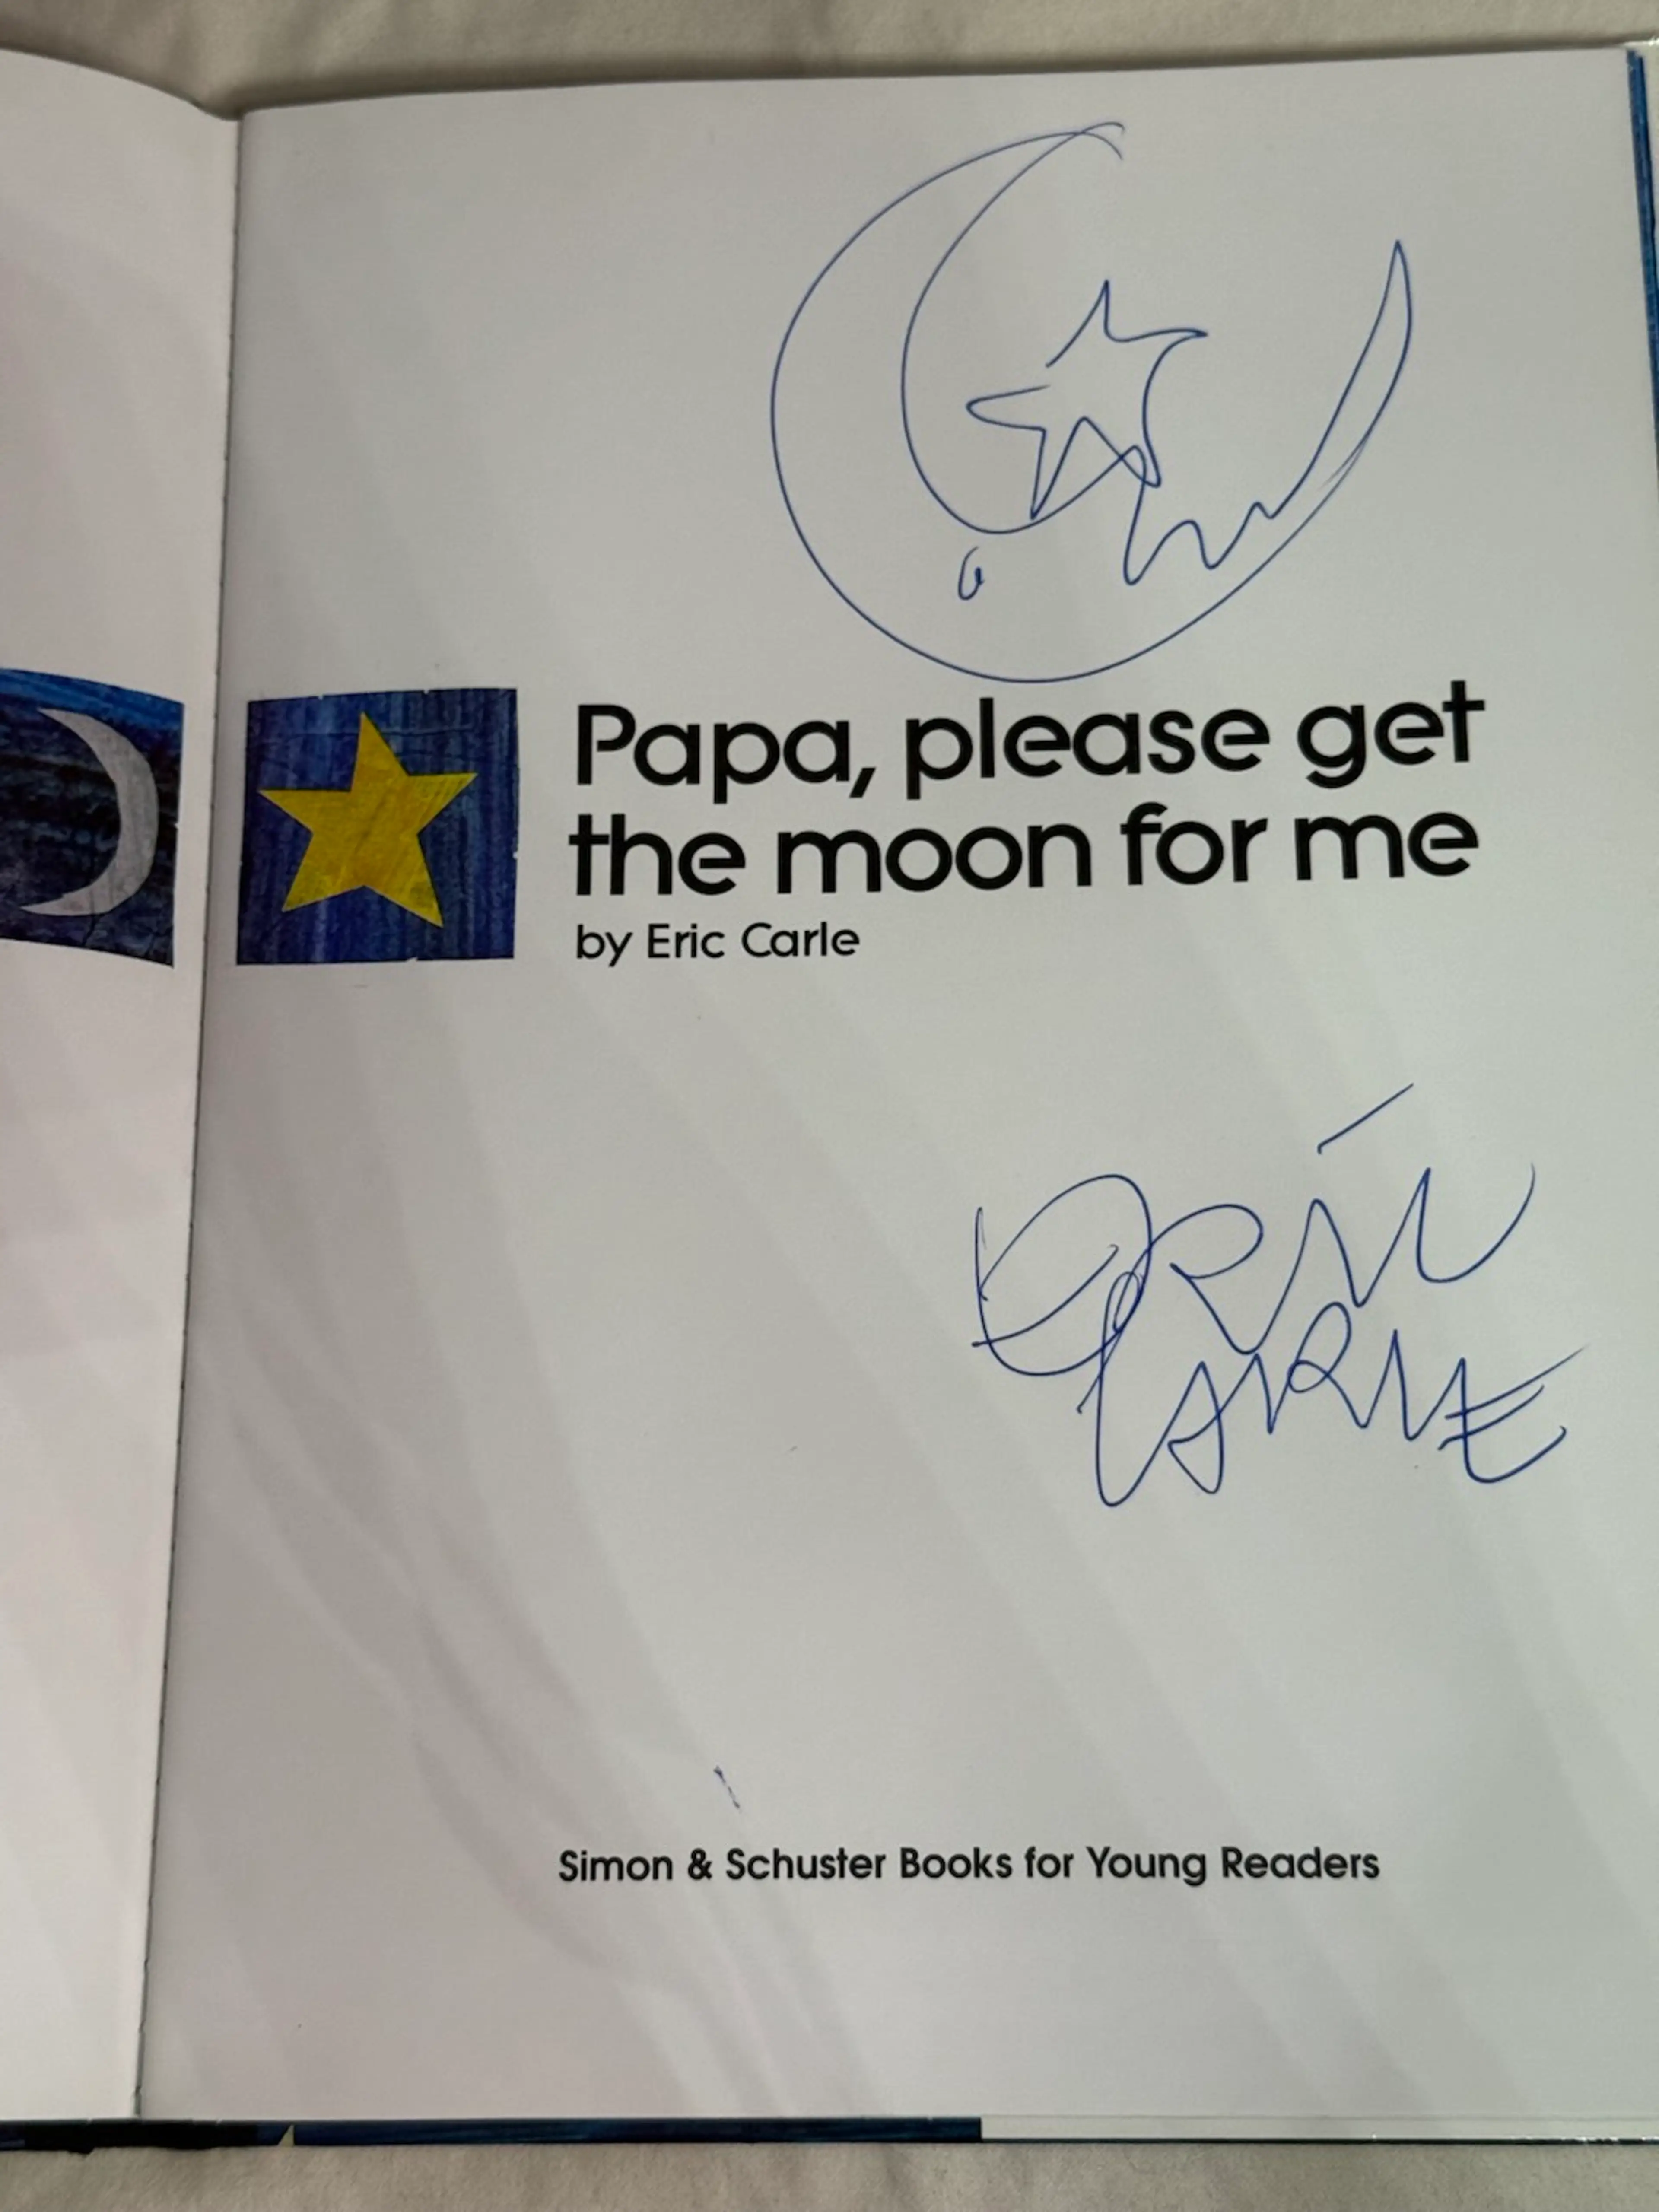 Papa, please get
the moon for me
by Eric Carle
ERIC
CARLE
Simon & Schuster Books for Young Readers